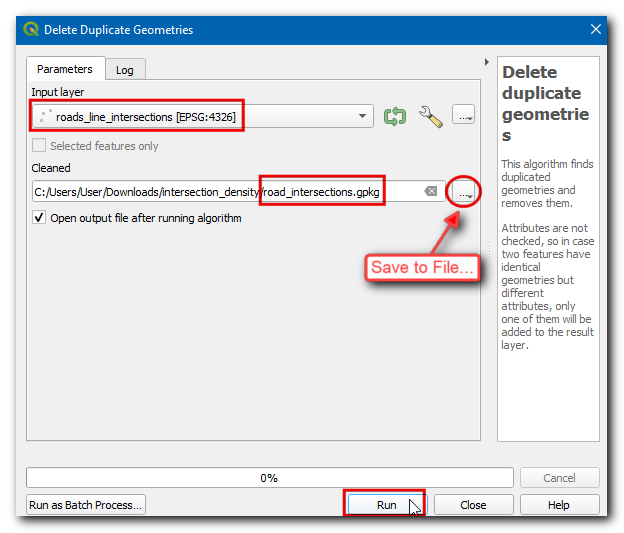 Delete Duplicate Geometries
Parameters
Log
Input layer
roads_line_intersections [EPSG:4326]
...
Selected features only
Cleaned
C:/Users/User/Downloads/intersection_density/road_intersections.gpkg
...
Open output file after running algorithm
Save to File...
Delete
duplicate
geometrie
s
This algorithm finds
duplicated
geometries and
removes them.
Attributes are not
checked, so in case
two features have
identical
geometries but
different
attributes, only
one of them will be
added to the result
layer.
0%
Cancel
Run as Batch Process...
Run
Close
Help